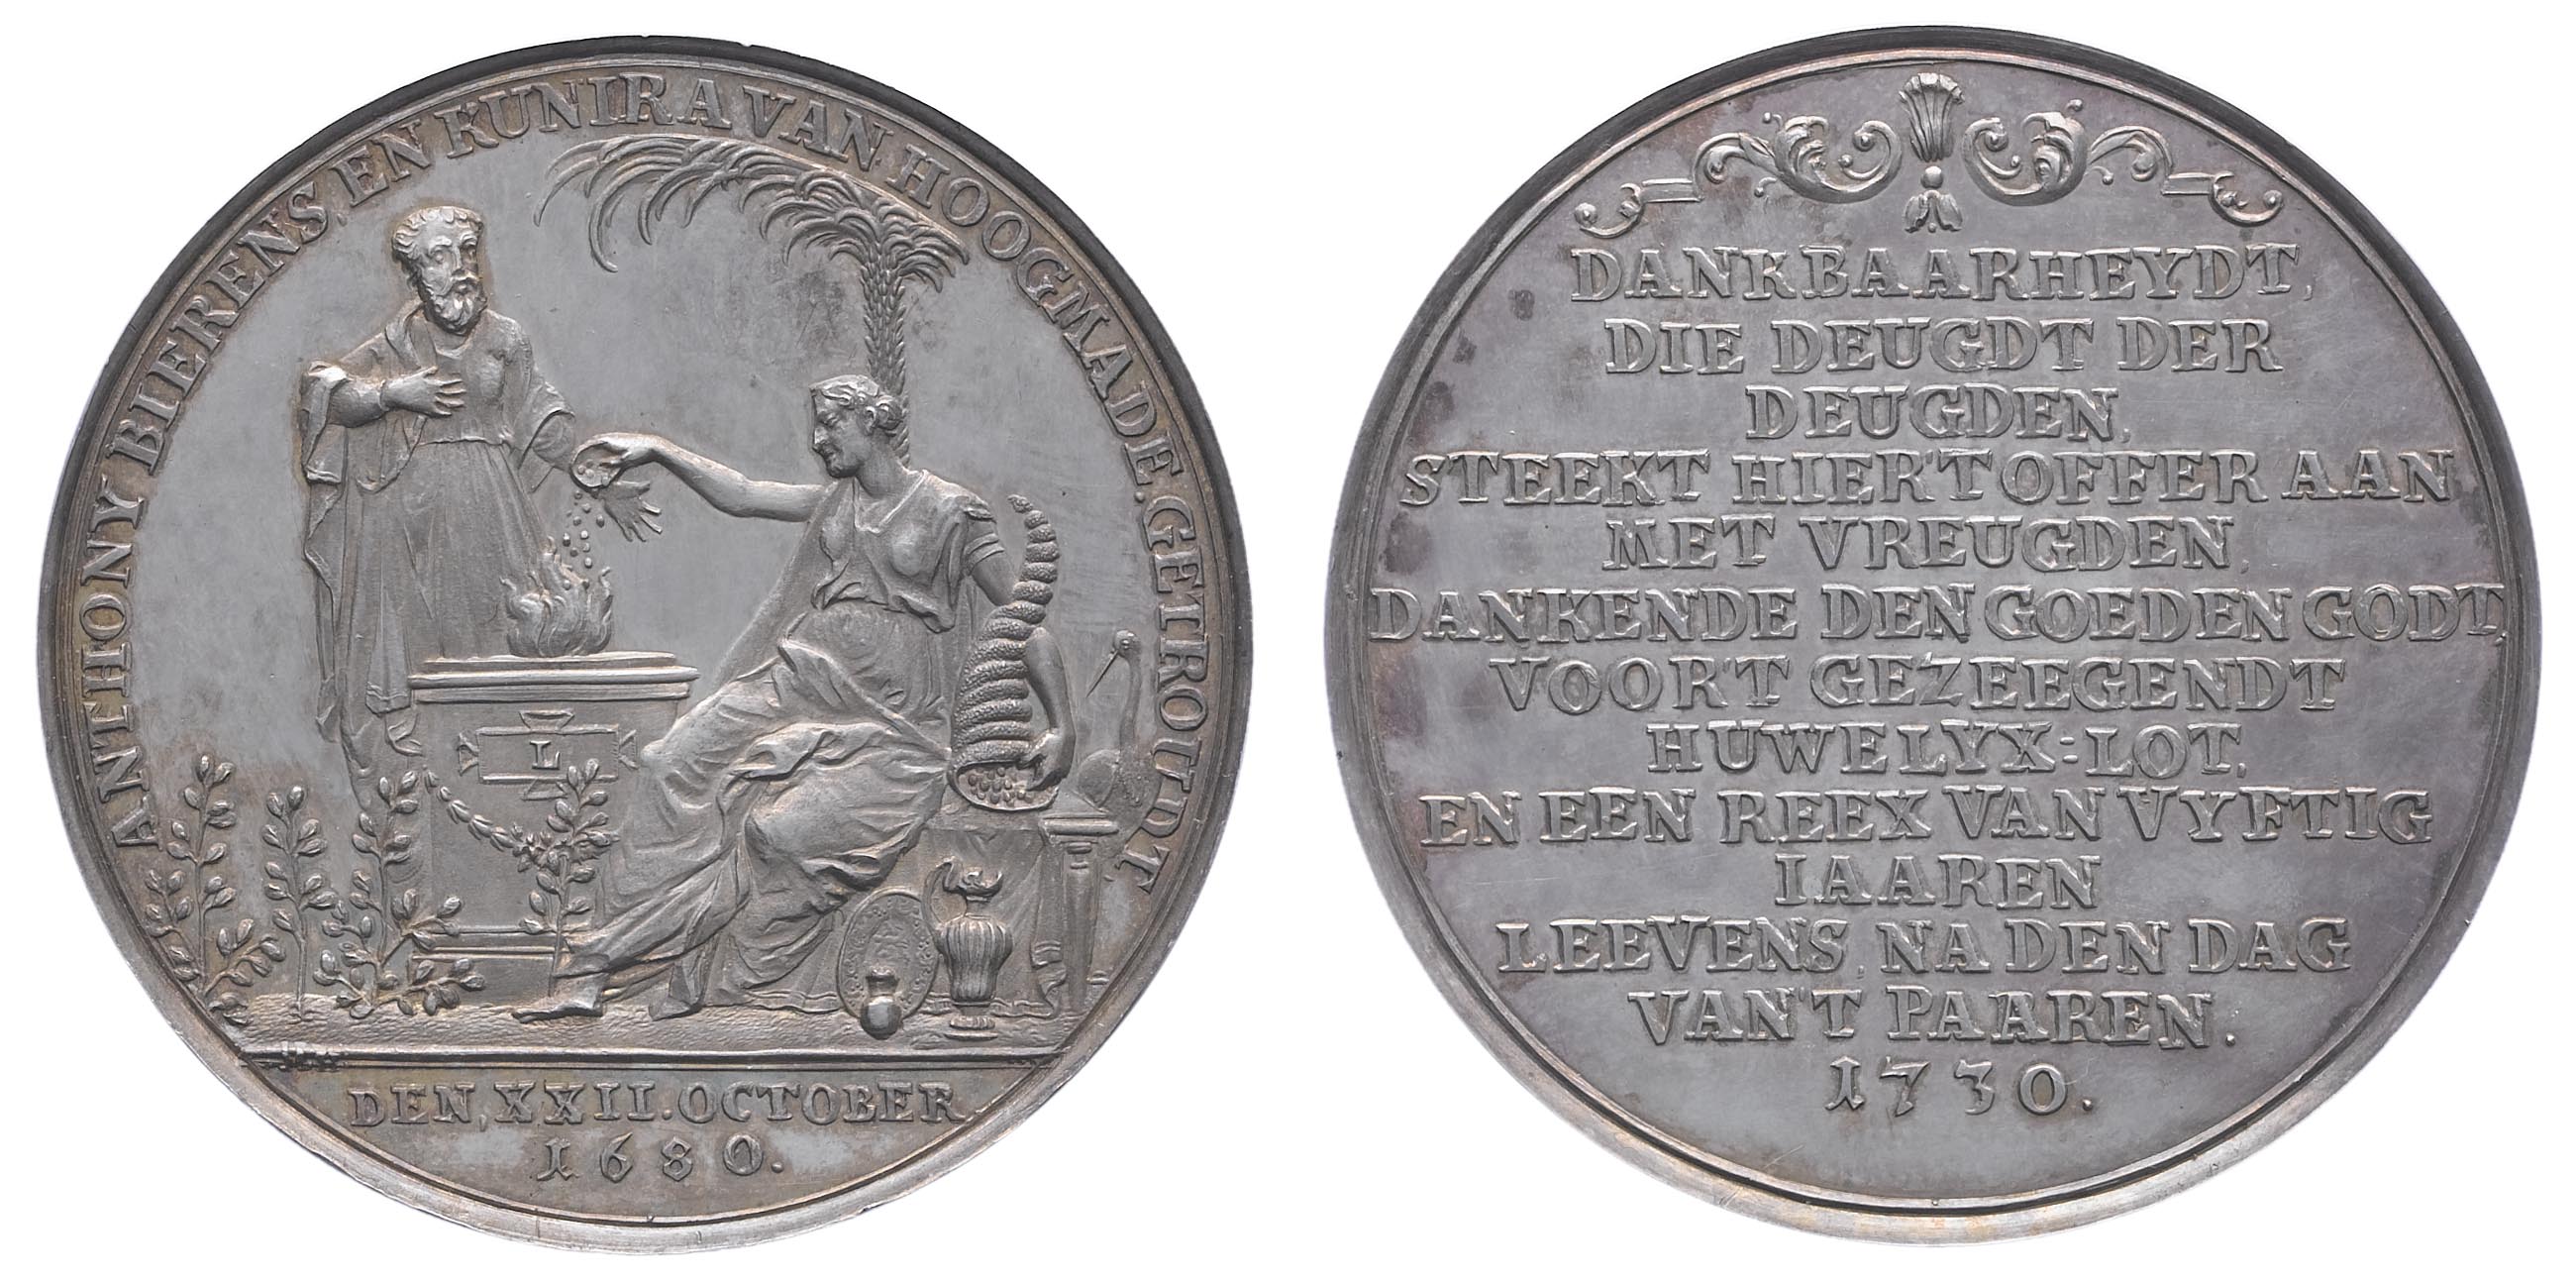 ANTHONY BIERENS, EN KUNIRA VAN HOOGMADE. GETROUDT
L
DEN, XXII. OCTOBER
1680.
DANKBAARHEYDT,
DIE DEUGDT DER
DEUGDEN,
STEEKT HIER'T OFFER AAN
MET VREUGDEN,
DANKENDE DEN GOEDEN GODT,
VOORT GEZEEGENDT
HUWELYX=LOT,
EN EEN REEX VAN VYFTIG
IAAREN
LEEVENS, NA DEN DAG
VAN'T PAAREN.
1730.